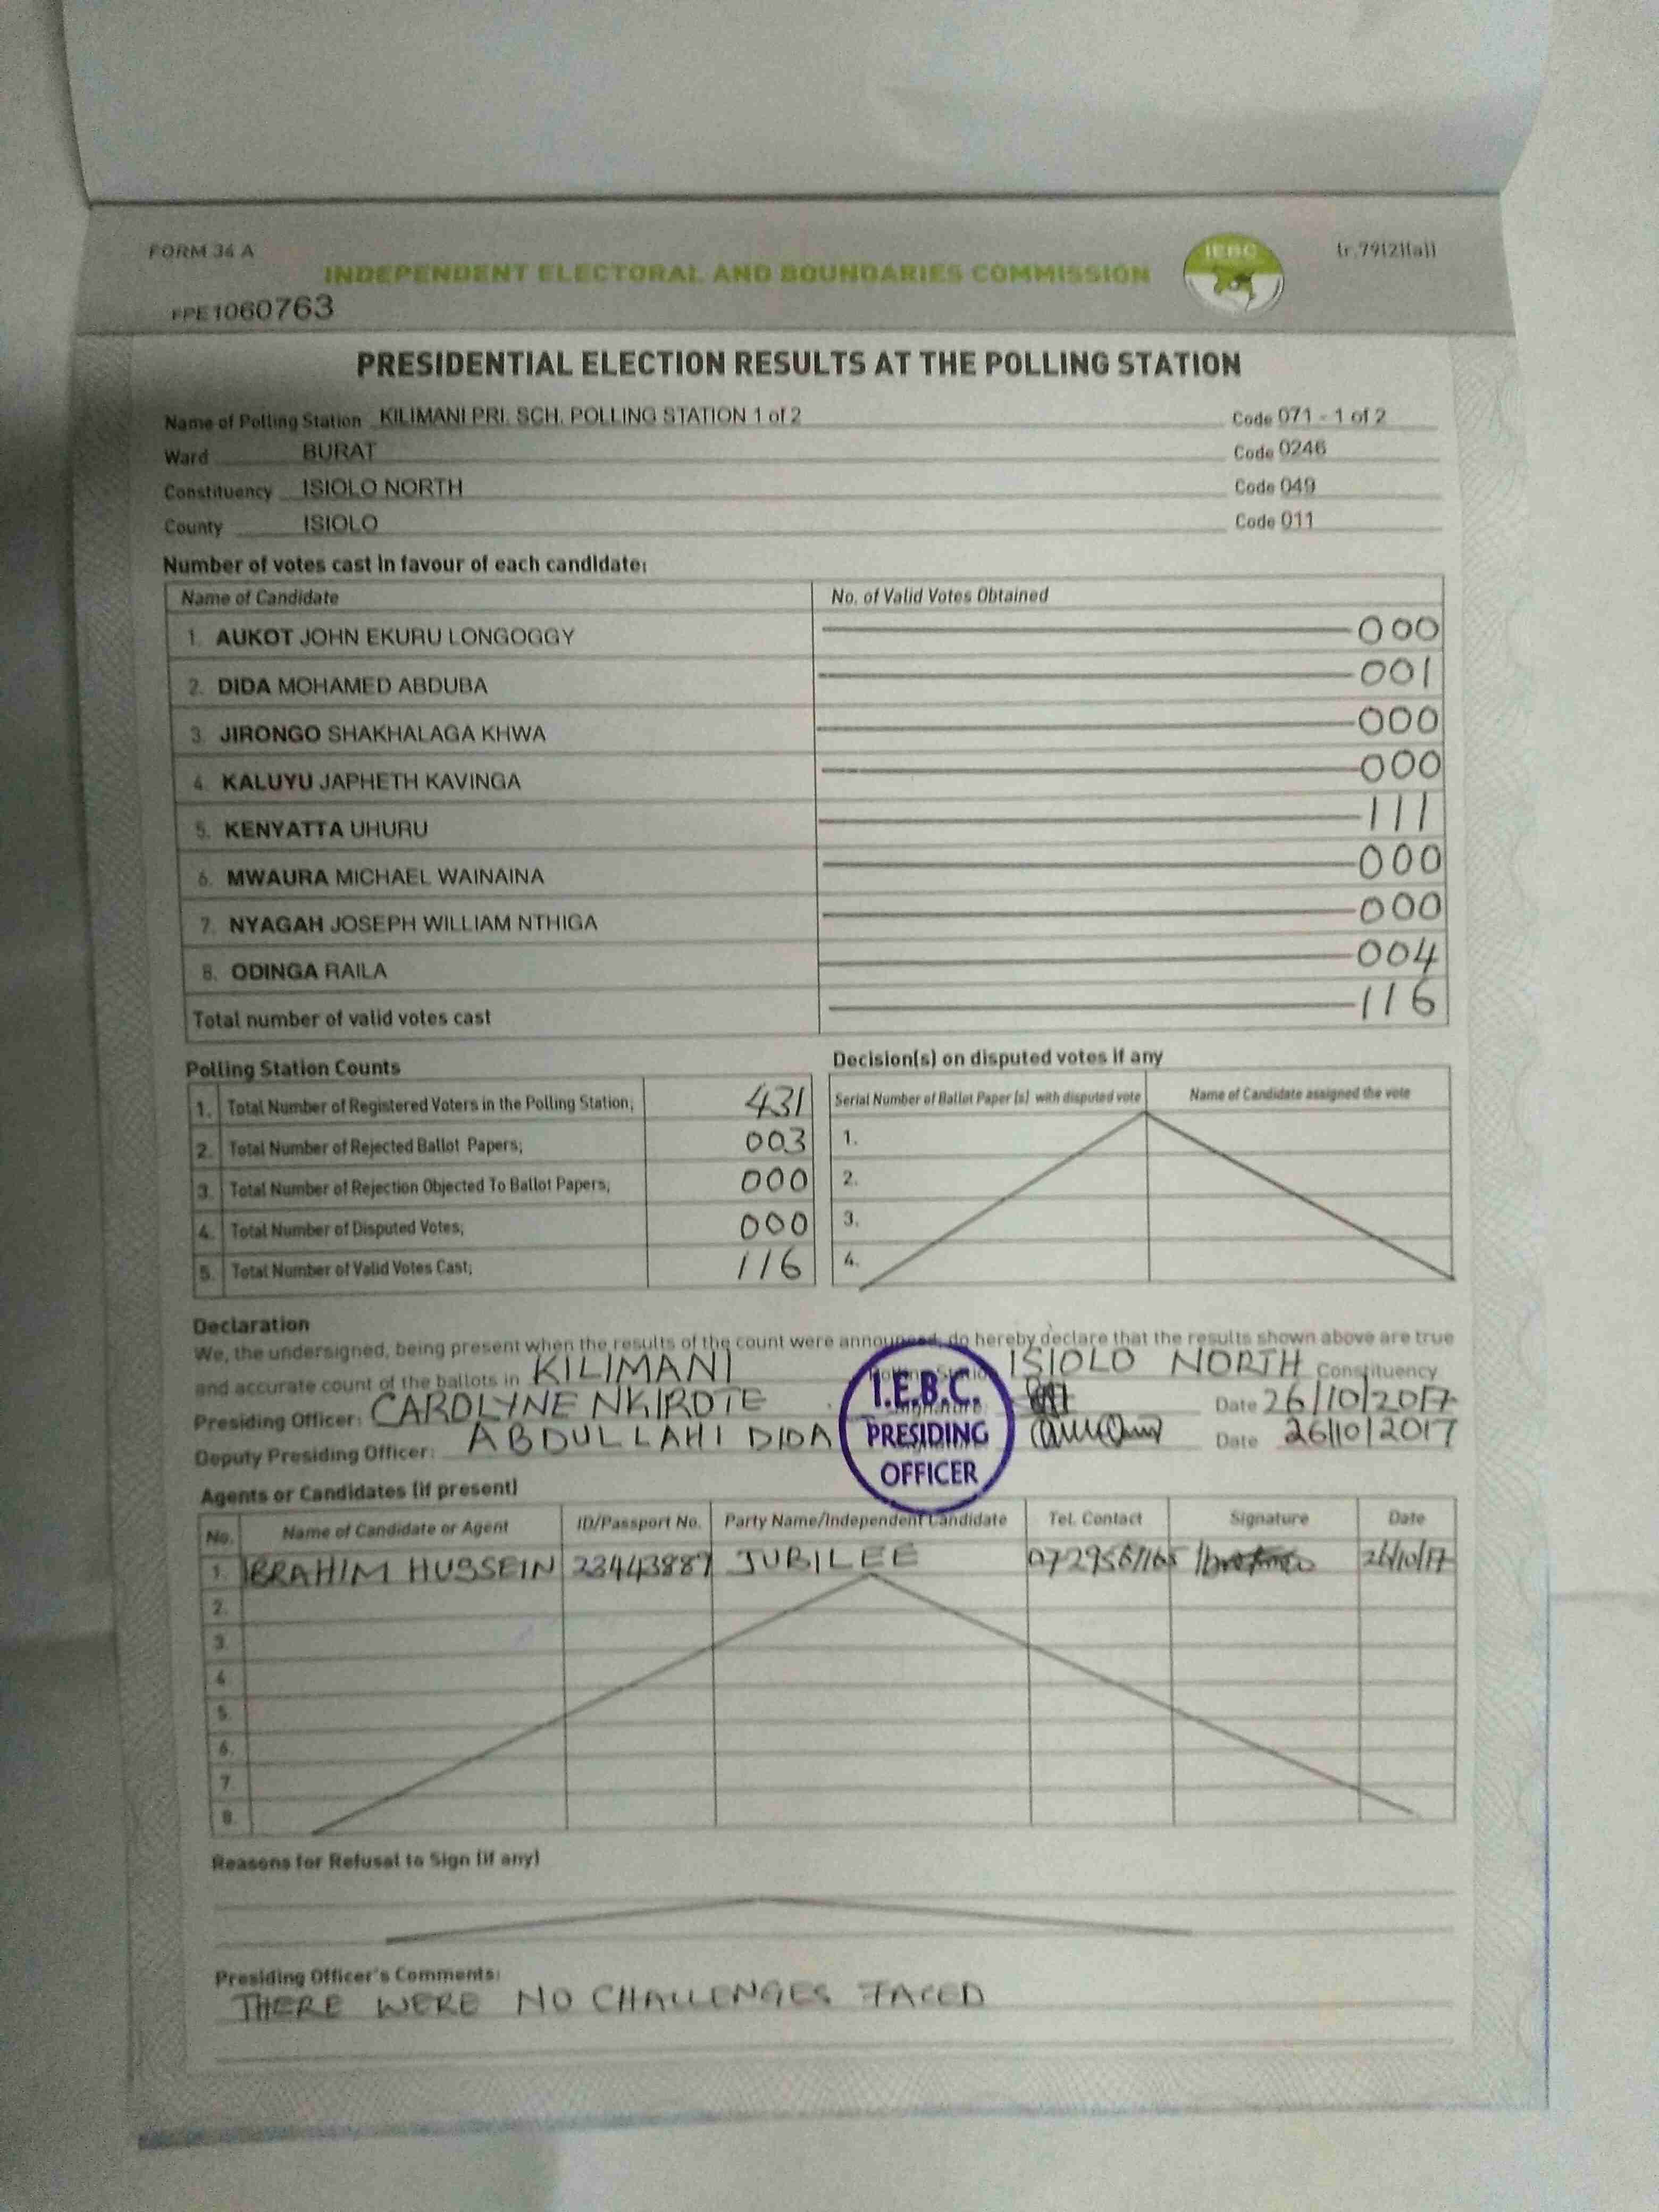 FORM 34 A
INDEPENDENT ELECTORAL AND BOUNDARIES COMMISSION
IEBC
(r.79(2)(a))
FPE1060763
PRESIDENTIAL ELECTION RESULTS AT THE POLLING STATION
Name of Polling Station KILIMANI PRI. SCH. POLLING STATION 1 of 2 Code 071 - 1 of 2
Ward BURAT Code 0246
Constituency ISIOLO NORTH Code 049
County ISIOLO Code 011
Number of votes cast in favour of each candidate:
Name of Candidate No. of Valid Votes Obtained
1. AUKOT JOHN EKURU LONGOGGY 000
2. DIDA MOHAMED ABDUBA 001
3. JIRONGO SHAKHALAGA KHWA 000
4. KALUYU JAPHETH KAVINGA 000
5. KENYATTA UHURU 111
6. MWAURA MICHAEL WAINAINA 000
7. NYAGAH JOSEPH WILLIAM NTHIGA 000
8. ODINGA RAILA 004
Total number of valid votes cast 116
Polling Station Counts
1. Total Number of Registered Voters in the Polling Station; 431
2. Total Number of Rejected Ballot Papers; 003
3. Total Number of Rejection Objected To Ballot Papers; 000
4. Total Number of Disputed Votes; 000
5. Total Number of Valid Votes Cast; 116
Decision(s) on disputed votes if any
Serial Number of Ballot Paper (s) with disputed vote Name of Candidate assigned the vote
1.
2.
3.
4.
Declaration
We, the undersigned, being present when the results of the count were announced, do hereby declare that the results shown above are true
and accurate count of the ballots in KILIMANI Polling Station ISIOLO NORTH Constituency
Presiding Officer: CAROLYNE NKIROTE Signature: Date 26/10/2017
Deputy Presiding Officer: ABDULLAHI DIDA Date 26/10/2017
I.E.B.C.
PRESIDING
OFFICER
Agents or Candidates (if present)
No. Name of Candidate or Agent ID/Passport No. Party Name/Independent Candidate Tel. Contact Signature Date
1. IBRAHIM HUSSEIN 23443887 JUBILEE 26/10/17
2.
3.
4.
5.
6.
7.
8.
Reasons for Refusal to Sign (if any)
Presiding Officer's Comments:
THERE WERE NO CHALLENGES FACED